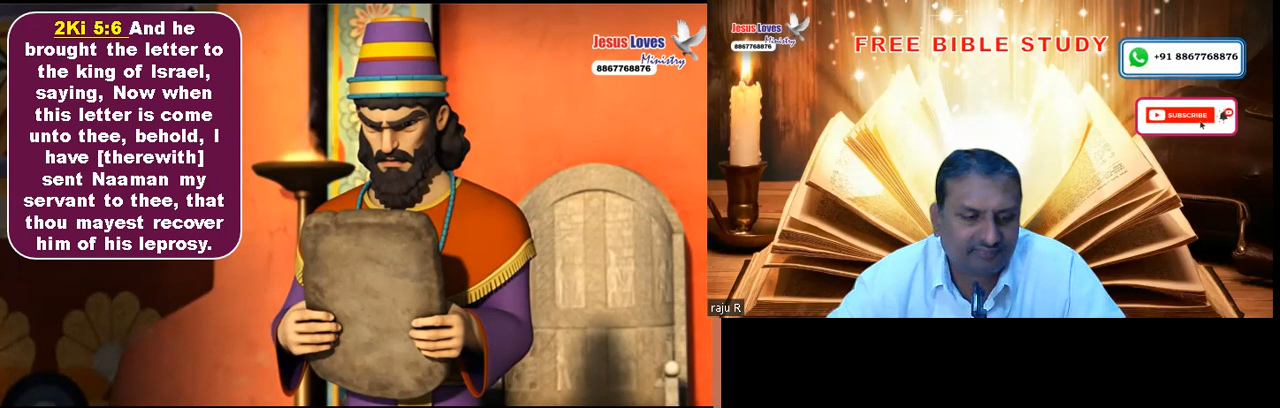 2Ki 5:6 And he
brought the letter to
the king of Israel,
saying, Now when
this letter is come
unto thee, behold, I
have [therewith]
sent Naaman my
servant to thee, that
thou mayest recover
him of his leprosy.
Jesus Loves
Ministry
8867768876
Jesus Loves
Ministry
8867768876
FREE BIBLE STUDY
+91 8867768876
SUBSCRIBE
raju R